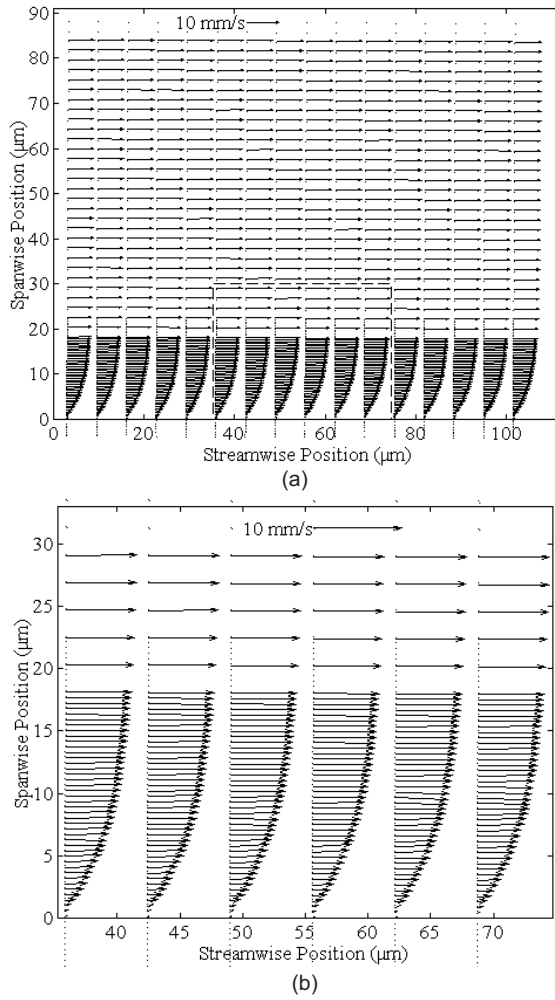 90
80
70
60
50
40
30
20
10
0
Spanwise Position (µm)
10 mm/s
0 20 40 60 80 100
Streamwise Position (µm)
(a)
30
25
20
15
10
5
0
Spanwise Position (µm)
10 mm/s
40 45 50 55 60 65 70
Streamwise Position (µm)
(b)